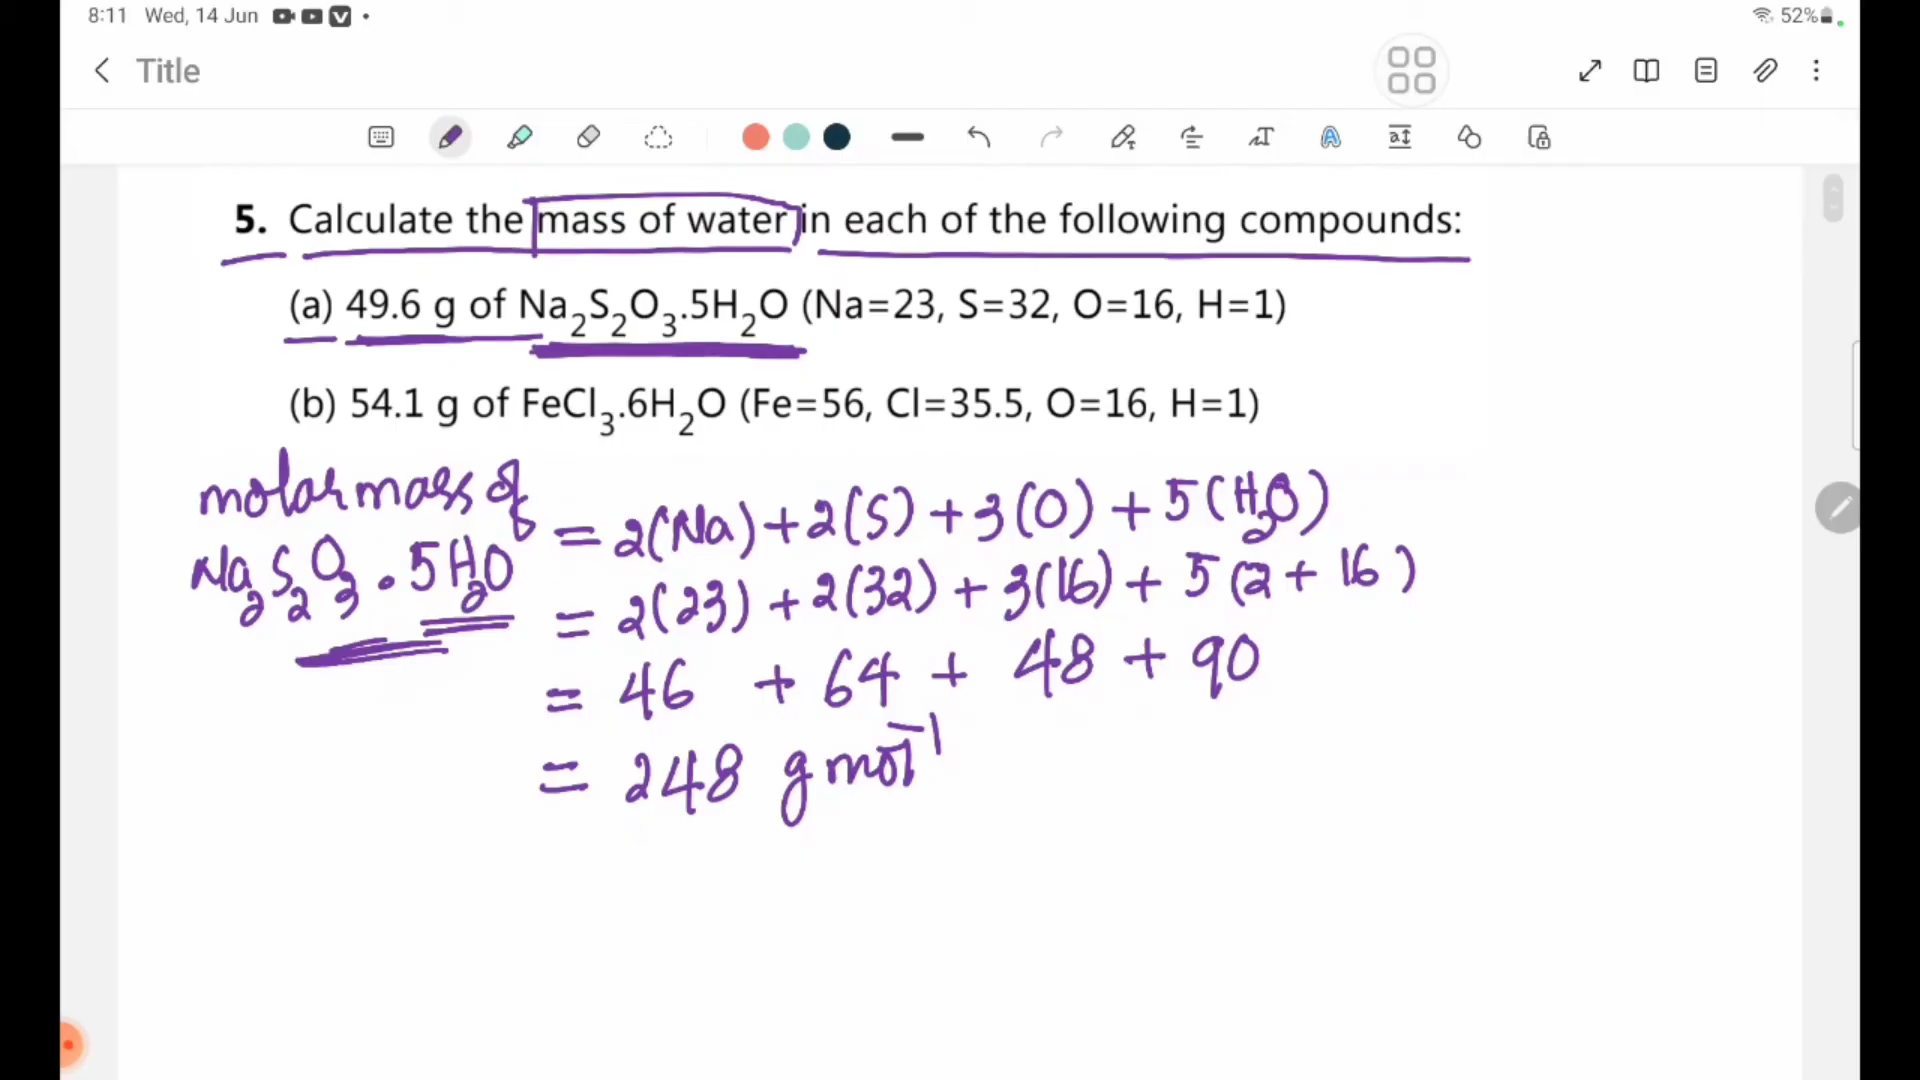 8:11 Wed, 14 Jun
52%
Title
5. Calculate the mass of water in each of the following compounds:
(a) 49.6 g of Na₂S₂O₃.5H₂O (Na=23, S=32, O=16, H=1)
(b) 54.1 g of FeCl₃.6H₂O (Fe=56, Cl=35.5, O=16, H=1)
molar mass of
Na₂S₂O₃ . 5H₂O = 2(Na) + 2(S) + 3(O) + 5(H₂O)
= 2(23) + 2(32) + 3(16) + 5(2 + 16)
= 46 + 64 + 48 + 90
= 248 g mol⁻¹